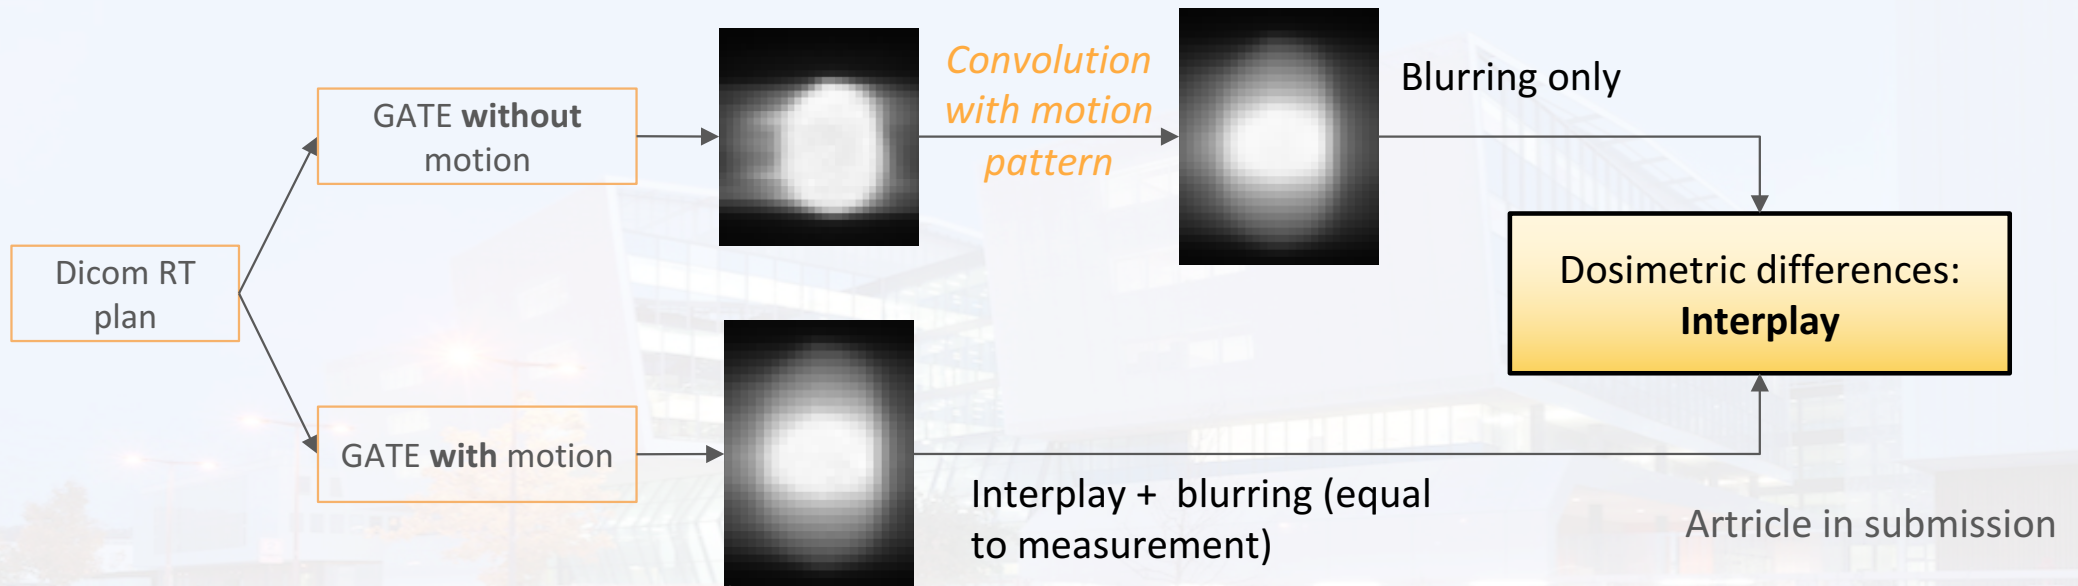 GATE without
motion
Convolution
with motion
pattern
Blurring only
Dicom RT
plan
Dosimetric differences:
Interplay
GATE with motion
Interplay + blurring (equal
to measurement)
Artricle in submission